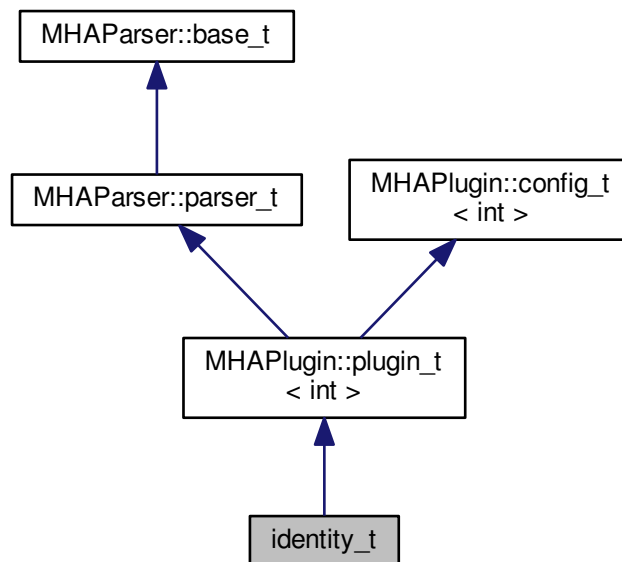 MHAParser::base_t
MHAParser::parser_t
MHAPlugin::config_t
< int >
MHAPlugin::plugin_t
< int >
identity_t